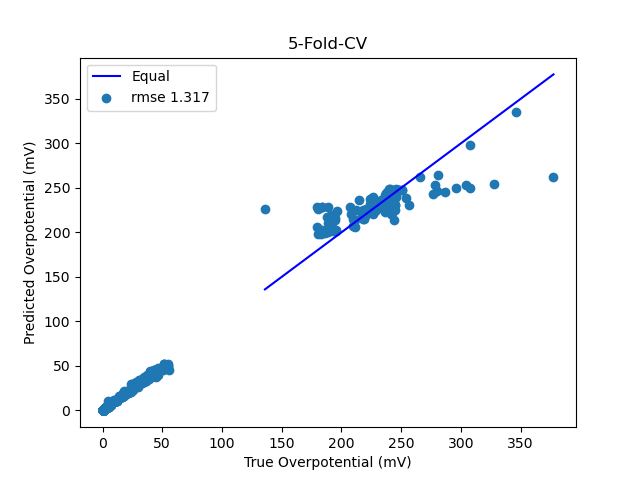 5-Fold-CV
Equal
rmse 1.317
Predicted Overpotential (mV)
350
300
250
200
150
100
50
0
0 50 100 150 200 250 300 350
True Overpotential (mV)